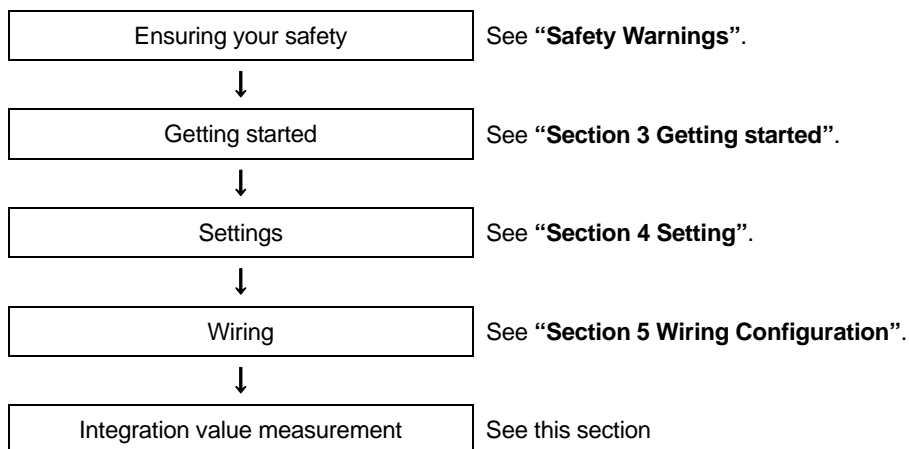 Ensuring your safety See “Safety Warnings”.
Getting started See “Section 3 Getting started”.
Settings See “Section 4 Setting”.
Wiring See “Section 5 Wiring Configuration”.
Integration value measurement See this section